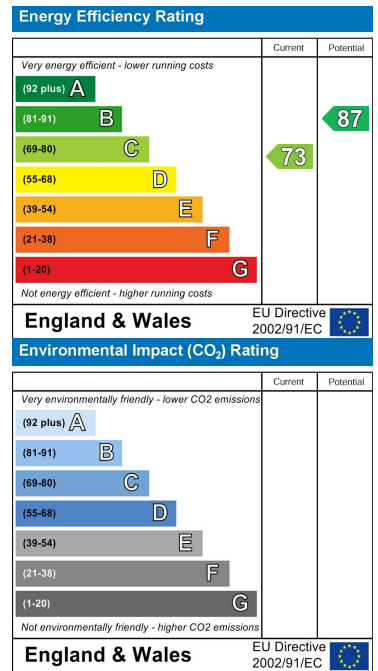 Energy Efficiency Rating
Current Potential
Very energy efficient - lower running costs
(92 plus) A
(81-91) B
87
(69-80) C
73
(55-68) D
(39-54) E
(21-38) F
(1-20) G
Not energy efficient - higher running costs
England & Wales
EU Directive
2002/91/EC
Environmental Impact (CO₂) Rating
Current Potential
Very environmentally friendly - lower CO2 emissions
(92 plus) A
(81-91) B
(69-80) C
(55-68) D
(39-54) E
(21-38) F
(1-20) G
Not environmentally friendly - higher CO2 emissions
England & Wales
EU Directive
2002/91/EC